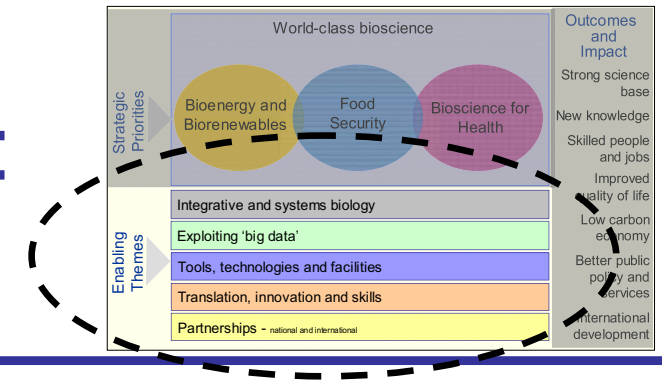 World-class bioscience
Strategic
Priorities
Bioenergy and
Biorenewables
Food
Security
Bioscience for
Health
Enabling
Themes
Integrative and systems biology
Exploiting ‘big data’
Tools, technologies and facilities
Translation, innovation and skills
Partnerships - national and international
Outcomes
and
Impact
Strong science
base
New knowledge
Skilled people
and jobs
Improved
quality of life
Low carbon
economy
Better public
policy and
services
International
development